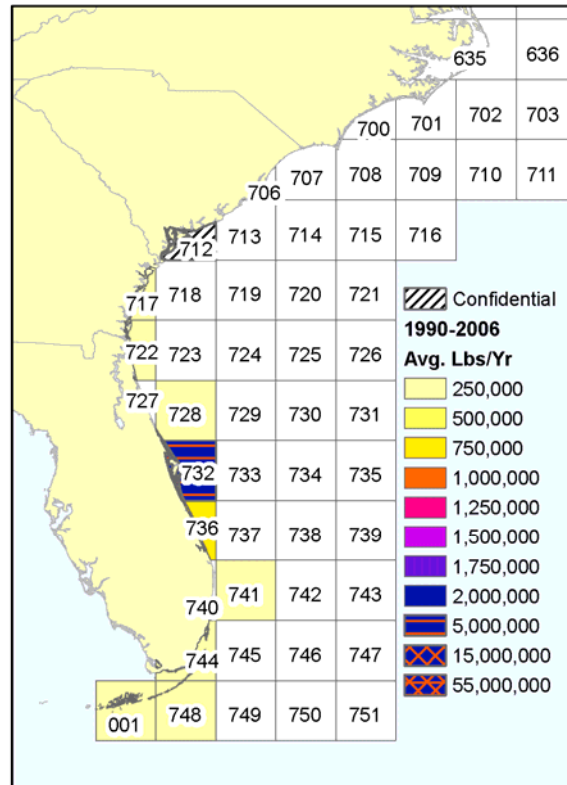 635 636
700 701 702 703
706 707 708 709 710 711
712 713 714 715 716
717 718 719 720 721
722 723 724 725 726
727 728 729 730 731
732 733 734 735
736 737 738 739
740 741 742 743
744 745 746 747
001 748 749 750 751
Confidential
1990-2006
Avg. Lbs/Yr
250,000
500,000
750,000
1,000,000
1,250,000
1,500,000
1,750,000
2,000,000
5,000,000
15,000,000
55,000,000